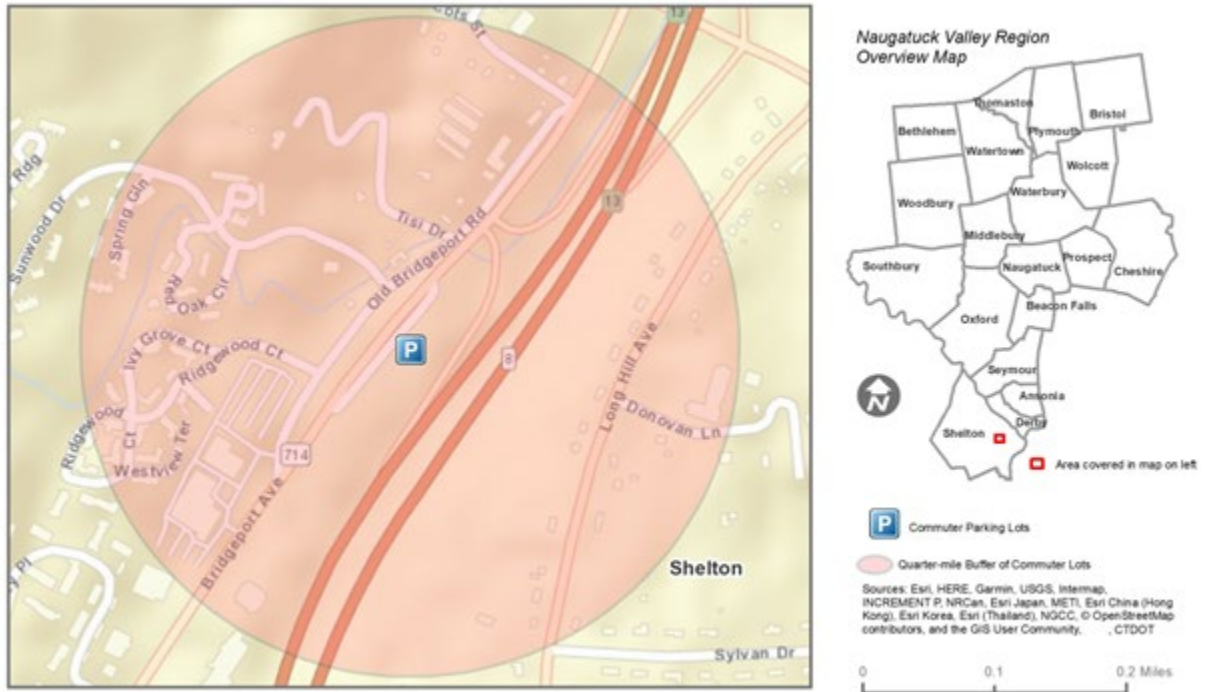 13
Rdg
Sunwood Dr
Spring Gln
Red
Oak Cir
Tisi Dr
Old Bridgeport Rd
13
Ivy Grove Ct
Ridgewood Ct
P
8
Long Hill Ave
Donovan Ln
Ridgewood
Ct
Westview Ter
714
Bridgeport Ave
Shelton
Sylvan Dr
Pl
Naugatuck Valley Region
Overview Map
Thomaston
Bristol
Bethlehem
Plymouth
Watertown
Wolcott
Waterbury
Woodbury
Middlebury
Prospect
Southbury
Naugatuck
Cheshire
Beacon Falls
Oxford
Seymour
Ansonia
Derby
Shelton
N
Area covered in map on left
P Commuter Parking Lots
Quarter-mile Buffer of Commuter Lots
Sources: Esri, HERE, Garmin, USGS, Intermap,
INCREMENT P, NRCan, Esri Japan, METI, Esri China (Hong
Kong), Esri Korea, Esri (Thailand), NGCC, © OpenStreetMap
contributors, and the GIS User Community, , CTDOT
0 0.1 0.2 Miles